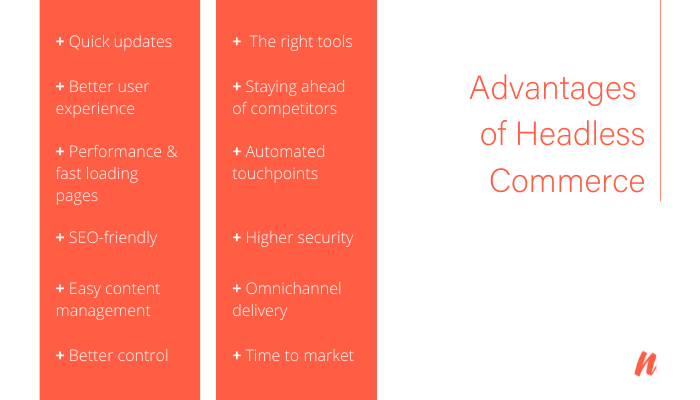 + Quick updates
+ Better user
experience
+ Performance &
fast loading
pages
+ SEO-friendly
+ Easy content
management
+ Better control
+ The right tools
+ Staying ahead
of competitors
+ Automated
touchpoints
+ Higher security
+ Omnichannel
delivery
+ Time to market
Advantages
of Headless
Commerce
n